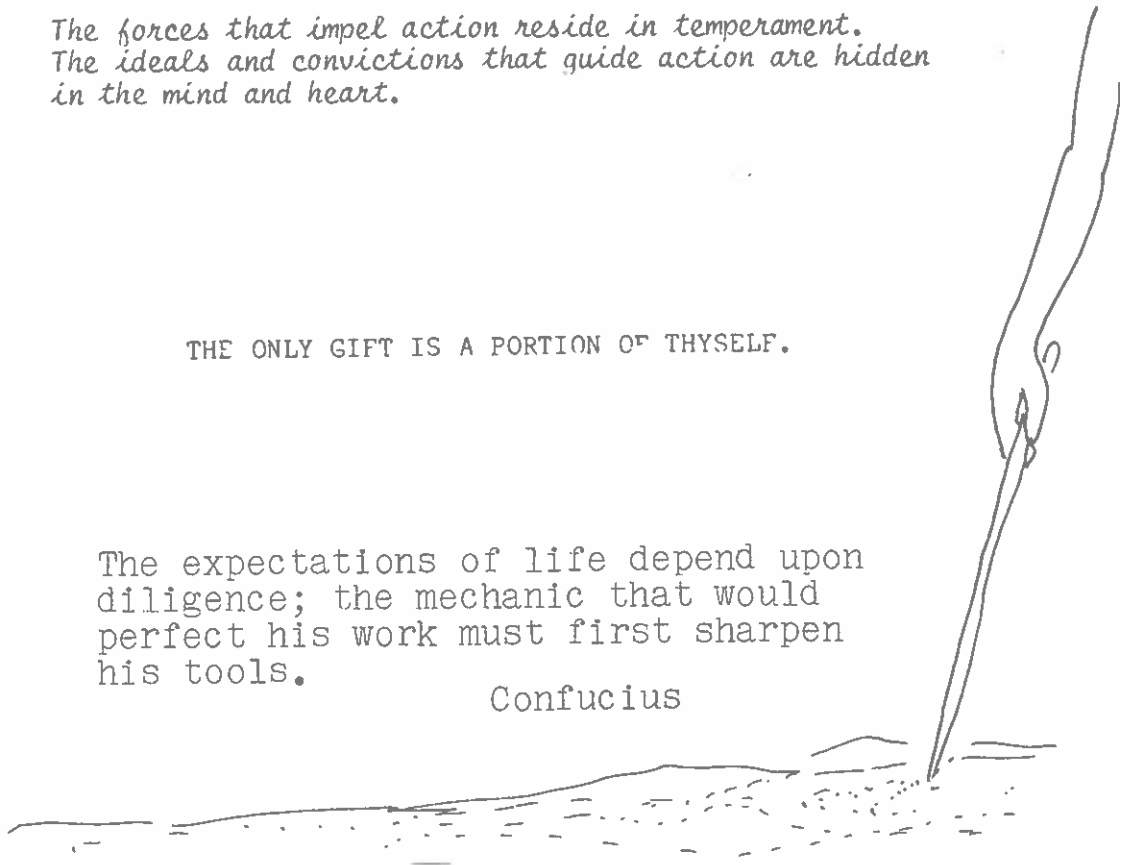 The forces that impel action reside in temperament.
The ideals and convictions that guide action are hidden
in the mind and heart.
THE ONLY GIFT IS A PORTION OF THYSELF.
The expectations of life depend upon
diligence; the mechanic that would
perfect his work must first sharpen
his tools.
Confucius